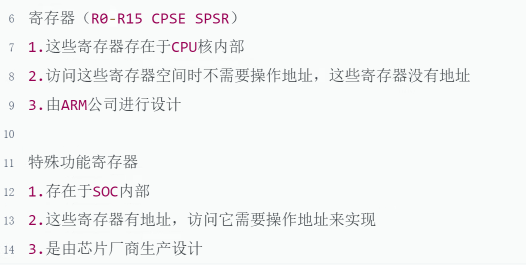 6 寄存器（R0-R15 CPSE SPSR）
7 1.这些寄存器存在于CPU核内部
8 2.访问这些寄存器空间时不需要操作地址，这些寄存器没有地址
9 3.由ARM公司进行设计
10
11 特殊功能寄存器
12 1.存在于SOC内部
13 2.这些寄存器有地址，访问它需要操作地址来实现
14 3.是由芯片厂商生产设计